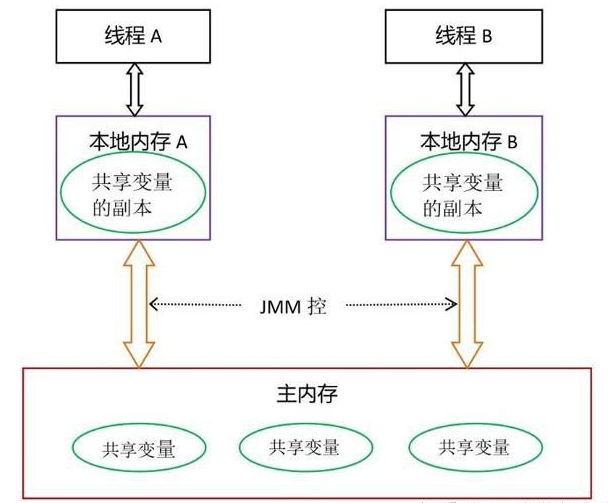 线程 A
线程 B
本地内存 A
本地内存 B
共享变量
的副本
共享变量
的副本
JMM 控
主内存
共享变量
共享变量
共享变量